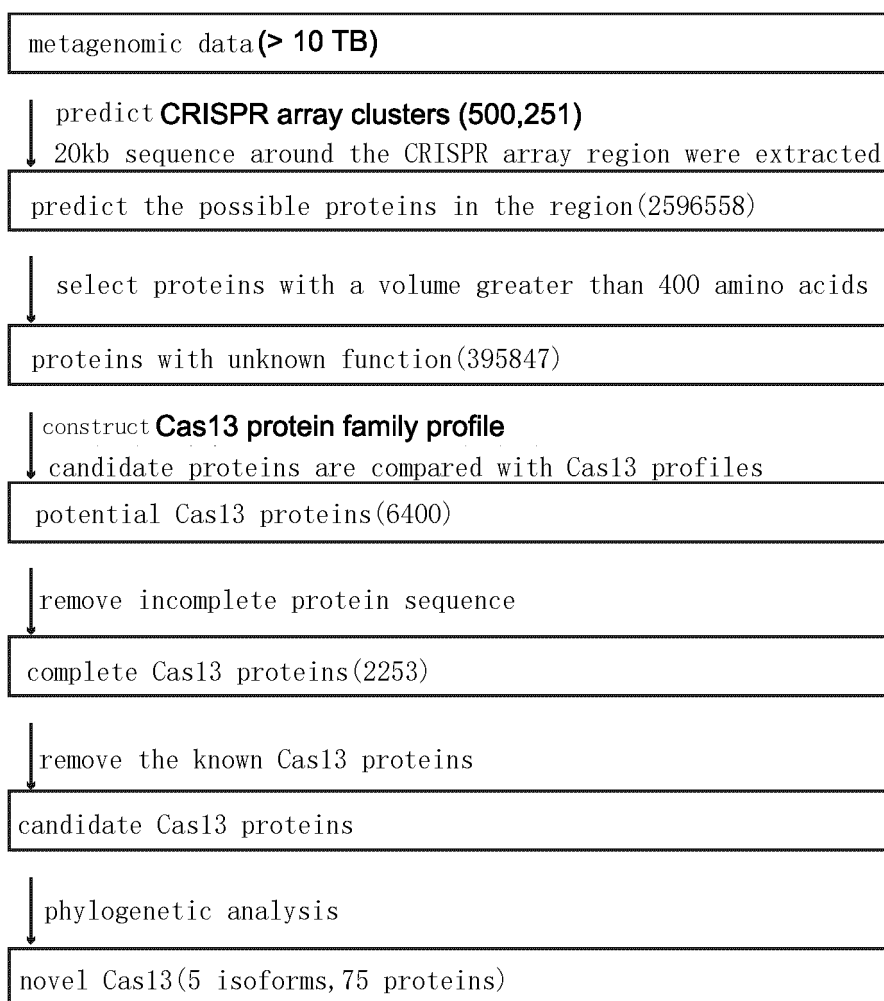 metagenomic data(> 10 TB)
predict CRISPR array clusters (500,251)
20kb sequence around the CRISPR array region were extracted
predict the possible proteins in the region(2596558)
select proteins with a volume greater than 400 amino acids
proteins with unknown function(395847)
construct Cas13 protein family profile
candidate proteins are compared with Cas13 profiles
potential Cas13 proteins(6400)
remove incomplete protein sequence
complete Cas13 proteins(2253)
remove the known Cas13 proteins
candidate Cas13 proteins
phylogenetic analysis
novel Cas13(5 isoforms,75 proteins)